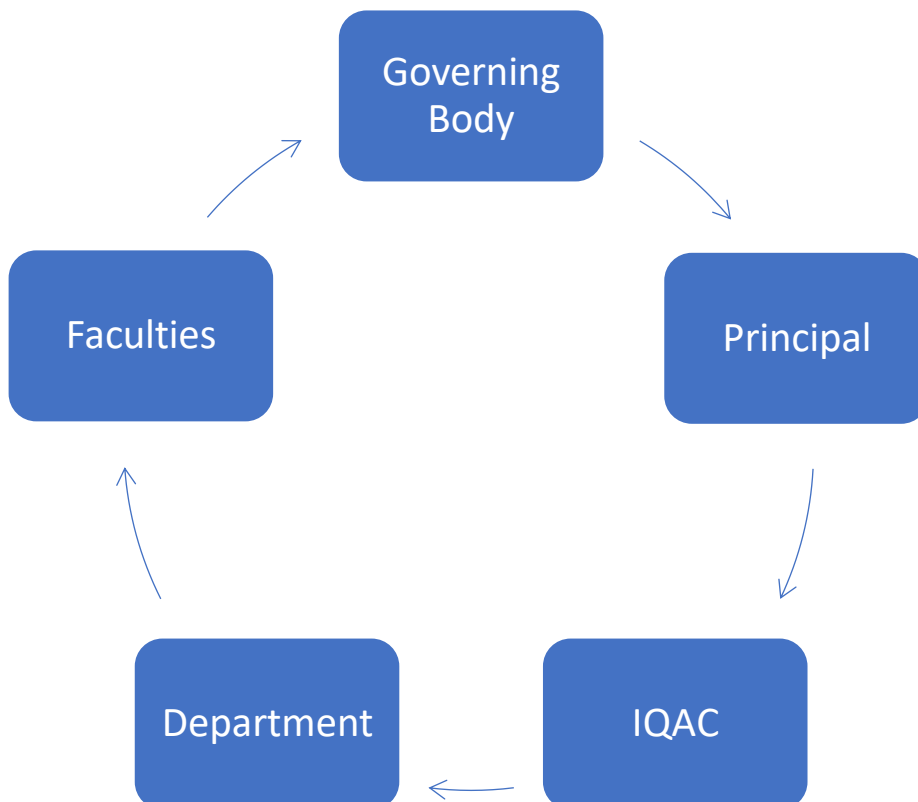 Governing
Body
Faculties
Principal
Department
IQAC